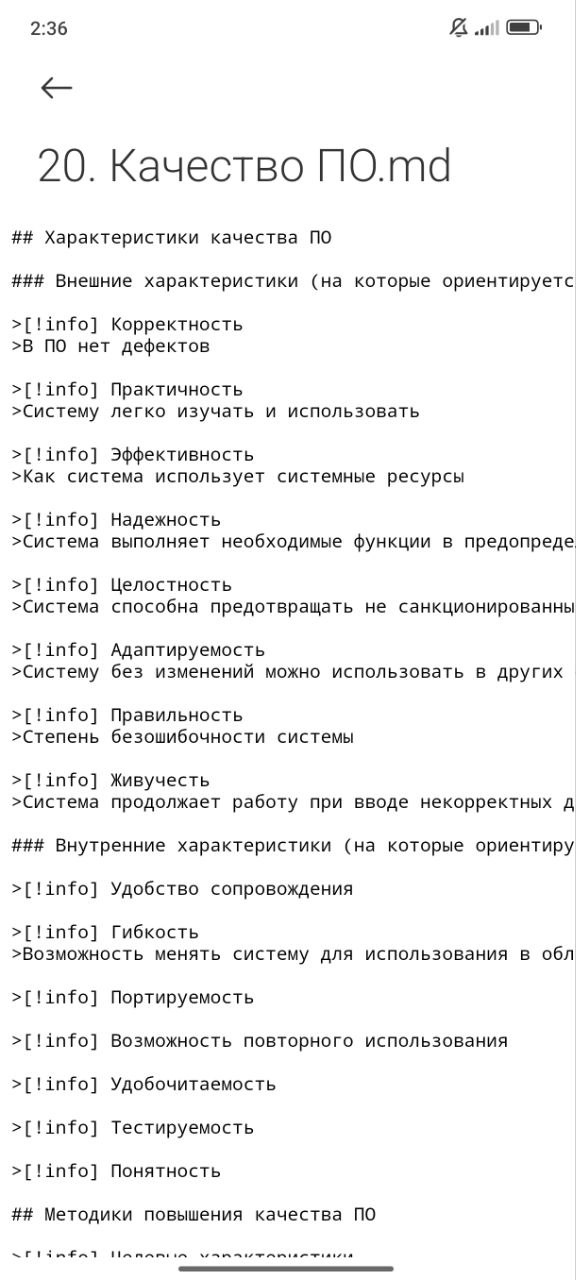 2:36
20. Качество ПО.md
## Характеристики качества ПО
### Внешние характеристики (на которые ориентируетс
>[!info] Корректность
>В ПО нет дефектов
>[!info] Практичность
>Систему легко изучать и использовать
>[!info] Эффективность
>Как система использует системные ресурсы
>[!info] Надежность
>Система выполняет необходимые функции в предопреде
>[!info] Целостность
>Система способна предотвращать не санкционированны
>[!info] Адаптируемость
>Систему без изменений можно использовать в других
>[!info] Правильность
>Степень безошибочности системы
>[!info] Живучесть
>Система продолжает работу при вводе некорректных д
### Внутренние характеристики (на которые ориентиру
>[!info] Удобство сопровождения
>[!info] Гибкость
>Возможность менять систему для использования в обл
>[!info] Портируемость
>[!info] Возможность повторного использования
>[!info] Удобочитаемость
>[!info] Тестируемость
>[!info] Понятность
## Методики повышения качества ПО
>[!info] Целевые характеристики